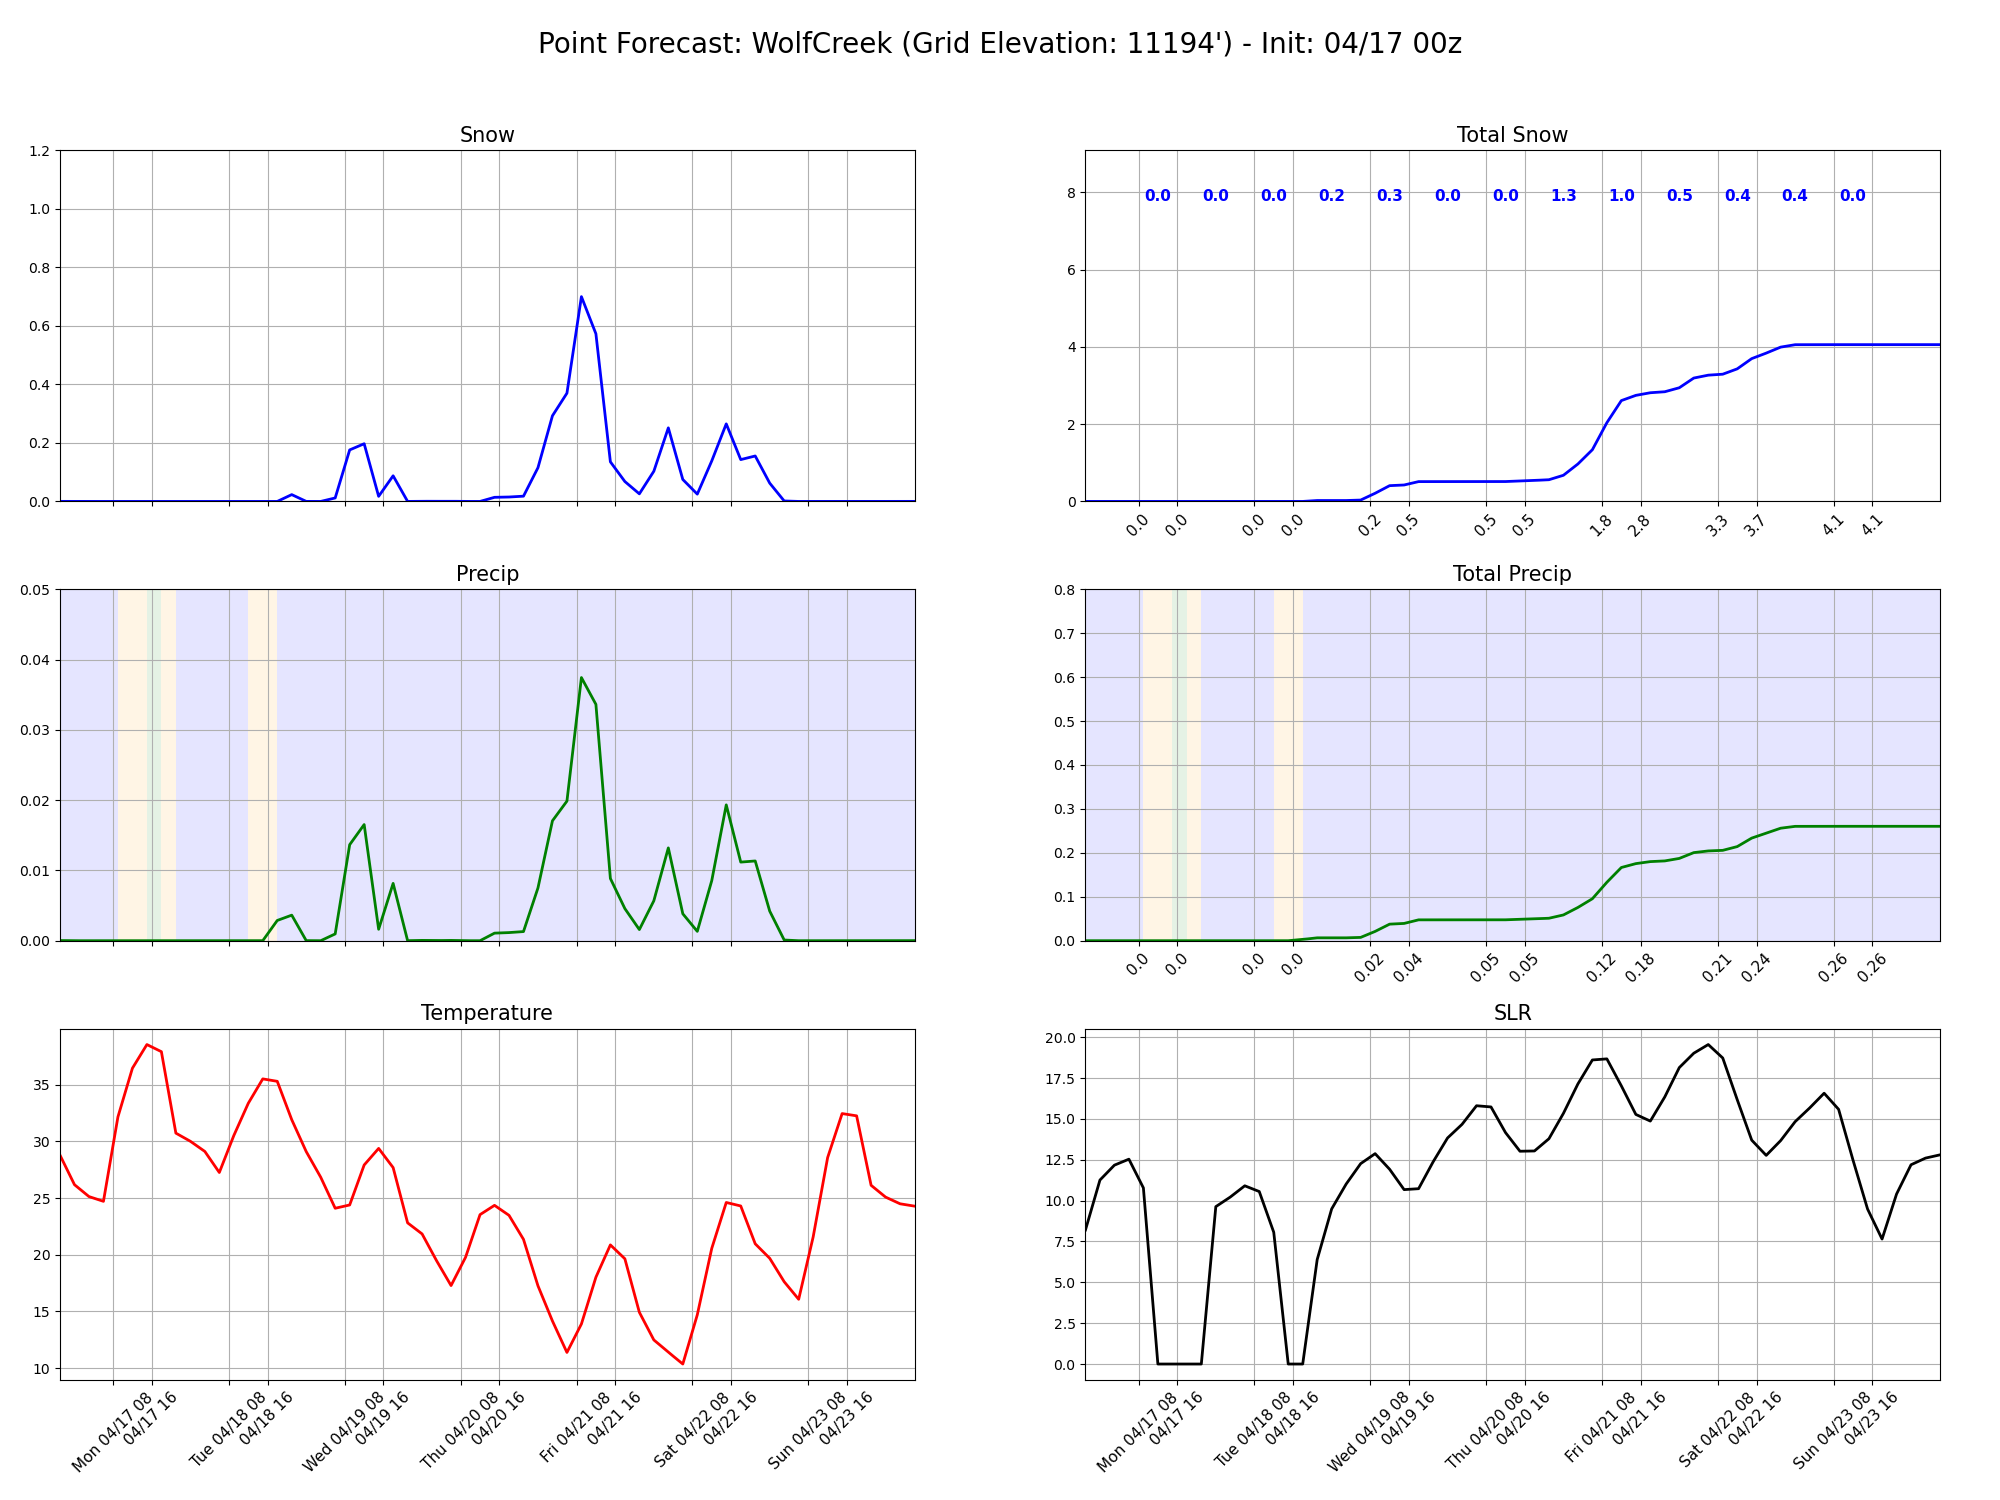 Point Forecast: WolfCreek (Grid Elevation: 11194') - Init: 04/17 00z
Snow
1.2
1.0
0.8
0.6
0.4
0.2
0.0
Total Snow
8
6
4
2
0
0.0 0.0 0.0 0.2 0.3 0.0 0.0 1.3 1.0 0.5 0.4 0.4 0.0
0.0 0.0 0.0 0.0 0.2 0.5 0.5 0.5 1.8 2.8 3.3 3.7 4.1 4.1
Precip
0.05
0.04
0.03
0.02
0.01
0.00
Total Precip
0.8
0.7
0.6
0.5
0.4
0.3
0.2
0.1
0.0
0.0 0.0 0.0 0.0 0.02 0.04 0.05 0.05 0.12 0.18 0.21 0.24 0.26 0.26
Temperature
35
30
25
20
15
10
Mon 04/17 08
04/17 16
Tue 04/18 08
04/18 16
Wed 04/19 08
04/19 16
Thu 04/20 08
04/20 16
Fri 04/21 08
04/21 16
Sat 04/22 08
04/22 16
Sun 04/23 08
04/23 16
SLR
20.0
17.5
15.0
12.5
10.0
7.5
5.0
2.5
0.0
Mon 04/17 08
04/17 16
Tue 04/18 08
04/18 16
Wed 04/19 08
04/19 16
Thu 04/20 08
04/20 16
Fri 04/21 08
04/21 16
Sat 04/22 08
04/22 16
Sun 04/23 08
04/23 16